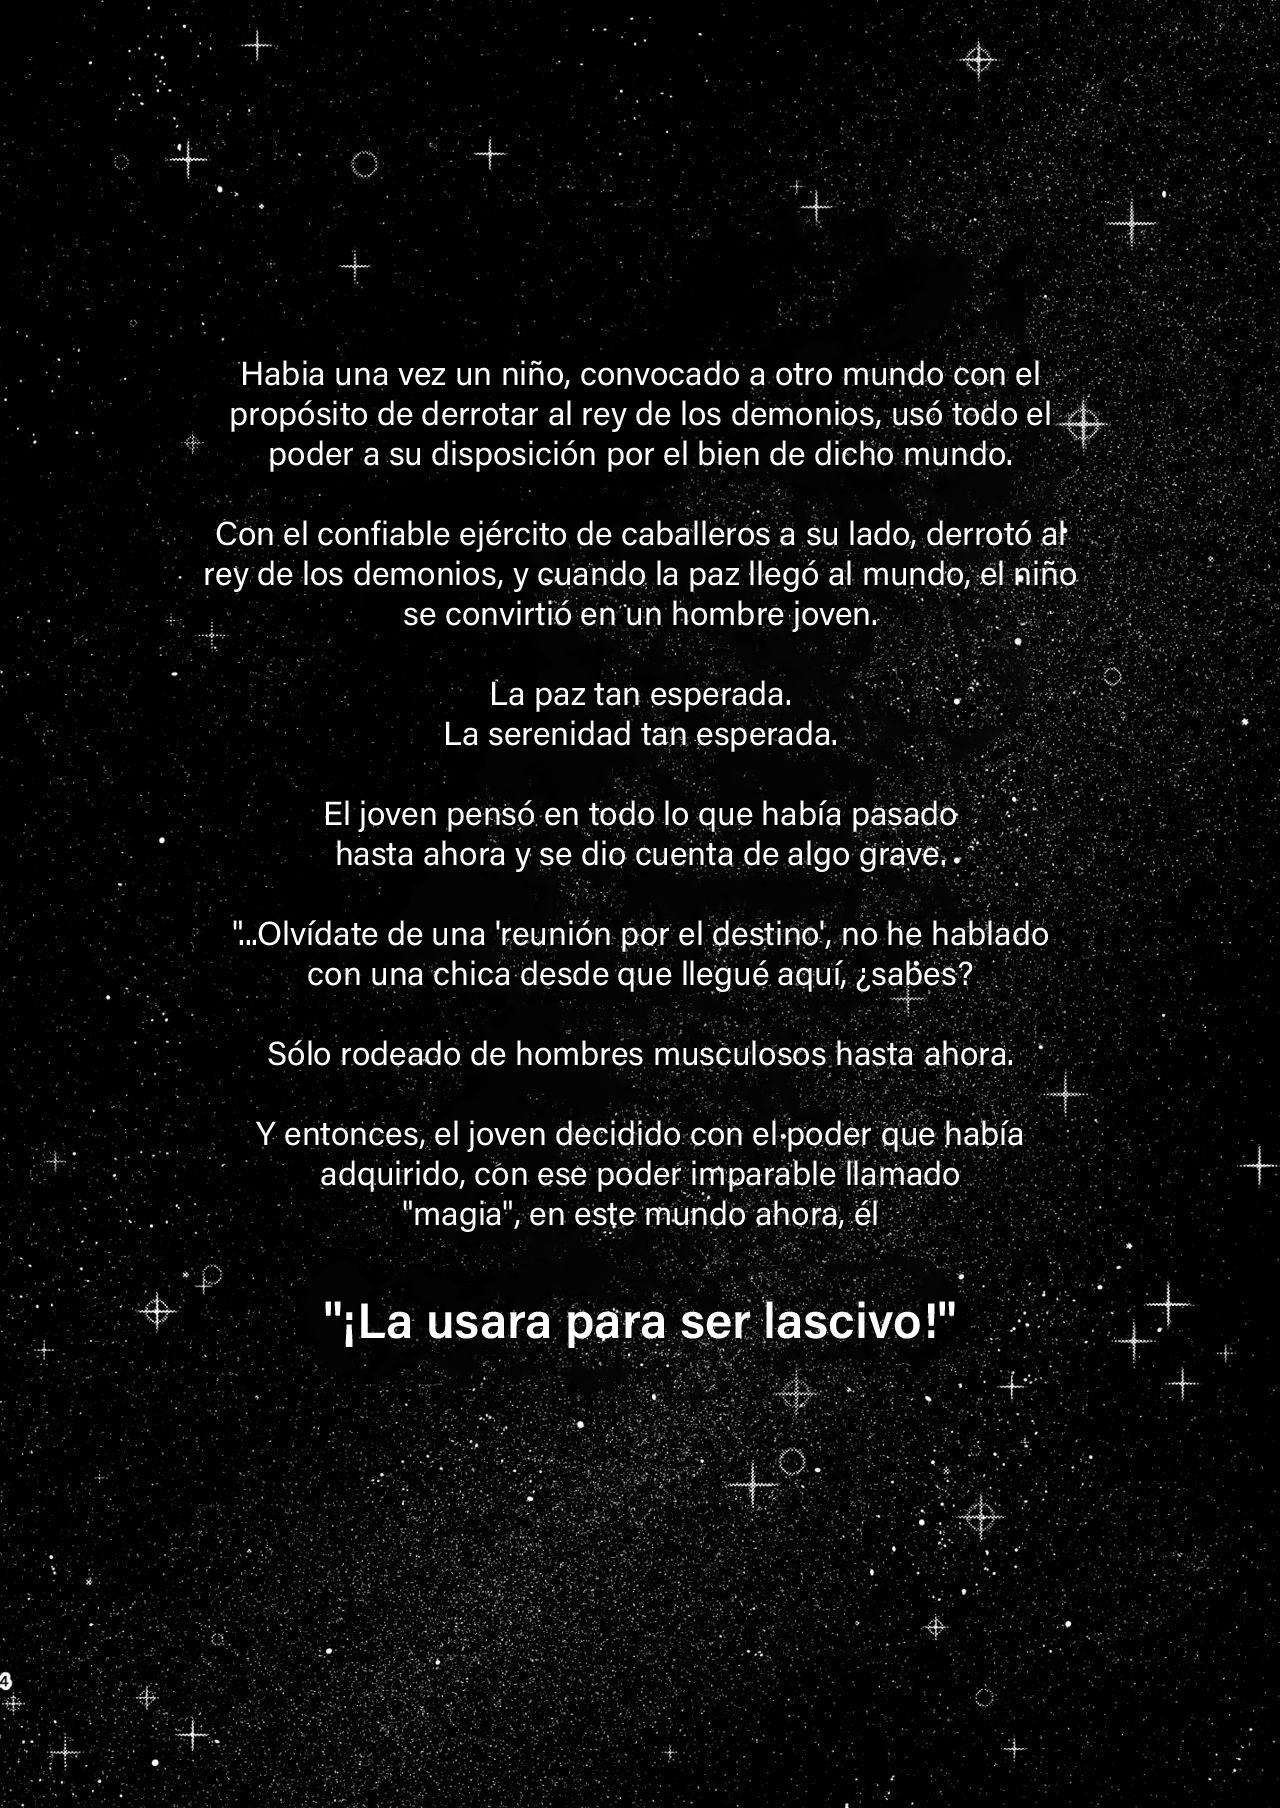 Habia una vez un niño, convocado a otro mundo con el
propósito de derrotar al rey de los demonios, usó todo el
poder a su disposición por el bien de dicho mundo.
Con el confiable ejército de caballeros a su lado, derrotó al
rey de los demonios, y cuando la paz llegó al mundo, el niño
se convirtió en un hombre joven.
La paz tan esperada.
La serenidad tan esperada.
El joven pensó en todo lo que había pasado
hasta ahora y se dio cuenta de algo grave.
"...Olvídate de una 'reunión por el destino', no he hablado
con una chica desde que llegué aquí, ¿sabes?
Sólo rodeado de hombres musculosos hasta ahora.
Y entonces, el joven decidido con el poder que había
adquirido, con ese poder imparable llamado
"magia", en este mundo ahora, él
"¡La usara para ser lascivo!"
4